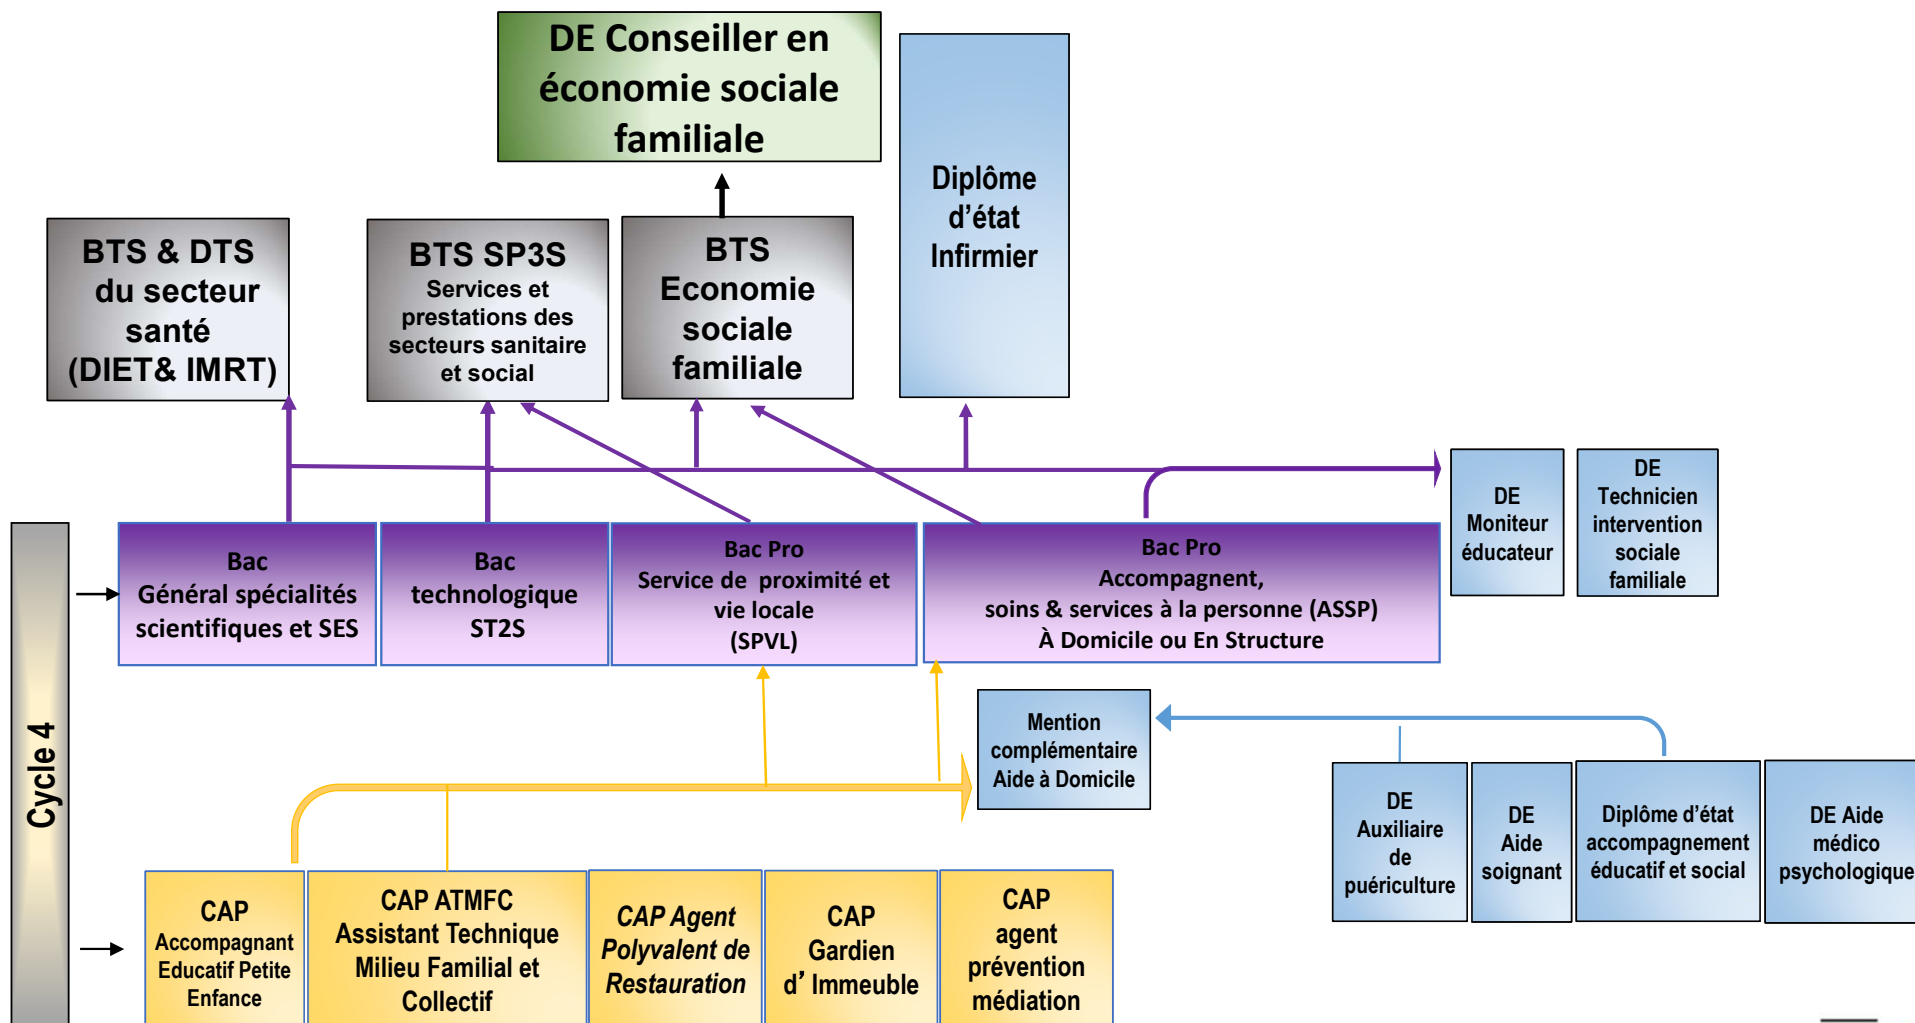 DE Conseiller en
économie sociale
familiale
Diplôme
d’état
Infirmier
BTS & DTS
du secteur
santé
(DIET& IMRT)
BTS SP3S
Services et
prestations des
secteurs sanitaire
et social
BTS
Economie
sociale
familiale
DE
Moniteur
éducateur
DE
Technicien
intervention
sociale
familiale
Cycle 4
Bac
Général spécialités
scientifiques et SES
Bac
technologique
ST2S
Bac Pro
Service de proximité et
vie locale
(SPVL)
Bac Pro
Accompagnent,
soins & services à la personne (ASSP)
À Domicile ou En Structure
Mention
complémentaire
Aide à Domicile
DE
Auxiliaire
de
puériculture
DE
Aide
soignant
Diplôme d’état
accompagnement
éducatif et social
DE Aide
médico
psychologique
CAP
Accompagnant
Educatif Petite
Enfance
CAP ATMFC
Assistant Technique
Milieu Familial et
Collectif
CAP Agent
Polyvalent de
Restauration
CAP
Gardien
d’ Immeuble
CAP
agent
prévention
médiation